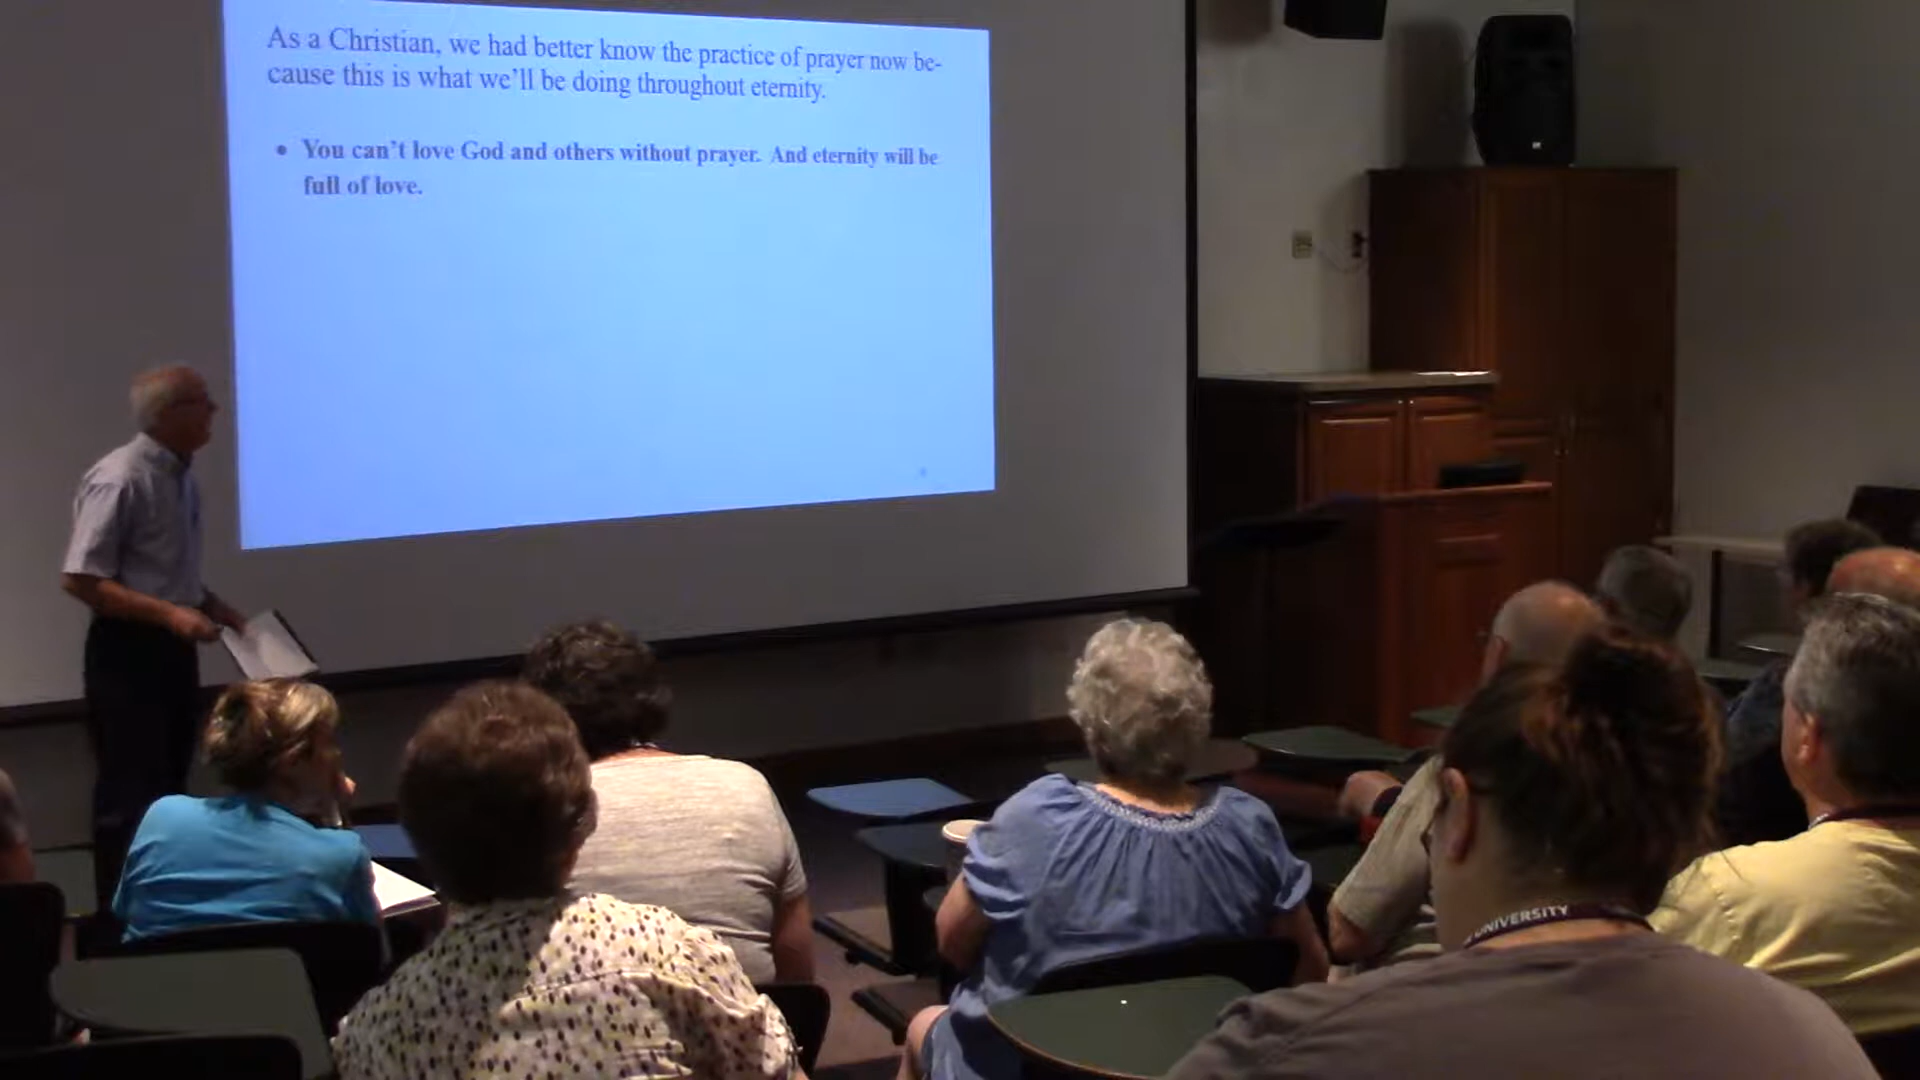 As a Christian, we had better know the practice of prayer now be-
cause this is what we'll be doing throughout eternity.
• You can't love God and others without prayer. And eternity will be
full of love.
UNIVERSITY